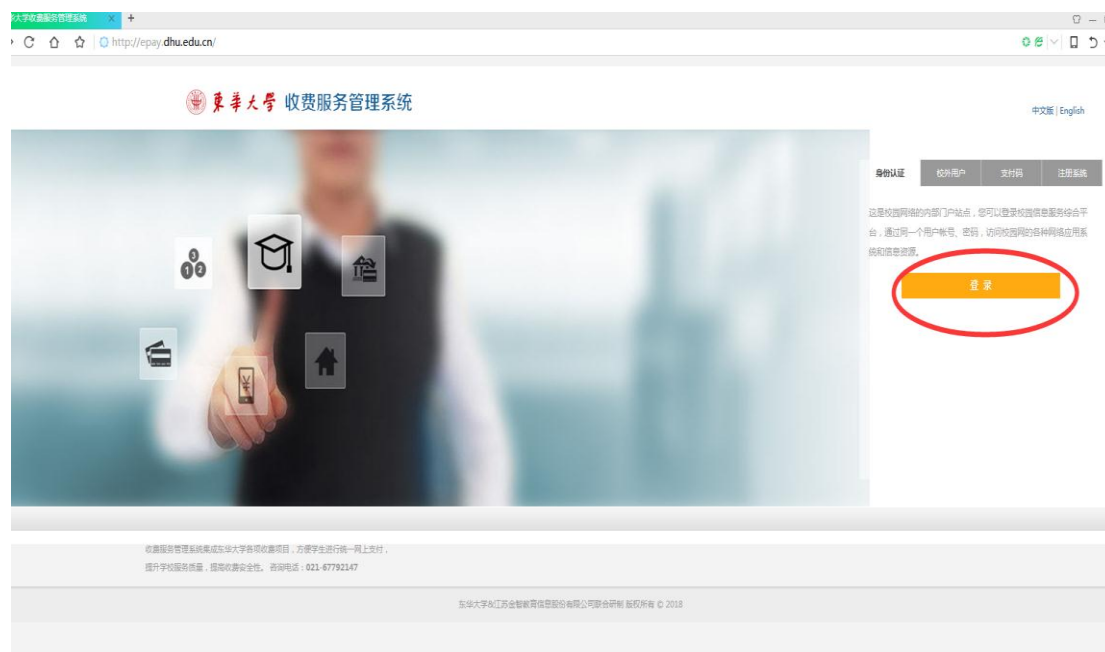 大学收费服务管理系统
http://epay.dhu.edu.cn/
東華大学 收费服务管理系统
中文版 | English
身份认证 校外用户 支付码 注册系统
这是校园网络的内部门户站点，您可以登录校园信息服务综合平
台，通过同一个用户帐号、密码，访问校园网的各种网络应用系
统和信息资源。
登 录
3
1 2
¥
收费服务管理系统集成东华大学各项收费项目，方便学生进行统一网上支付，
提升学校服务质量，提高收费安全性。 咨询电话：021-67792147
东华大学&江苏金智教育信息股份有限公司联合研制 版权所有 © 2018